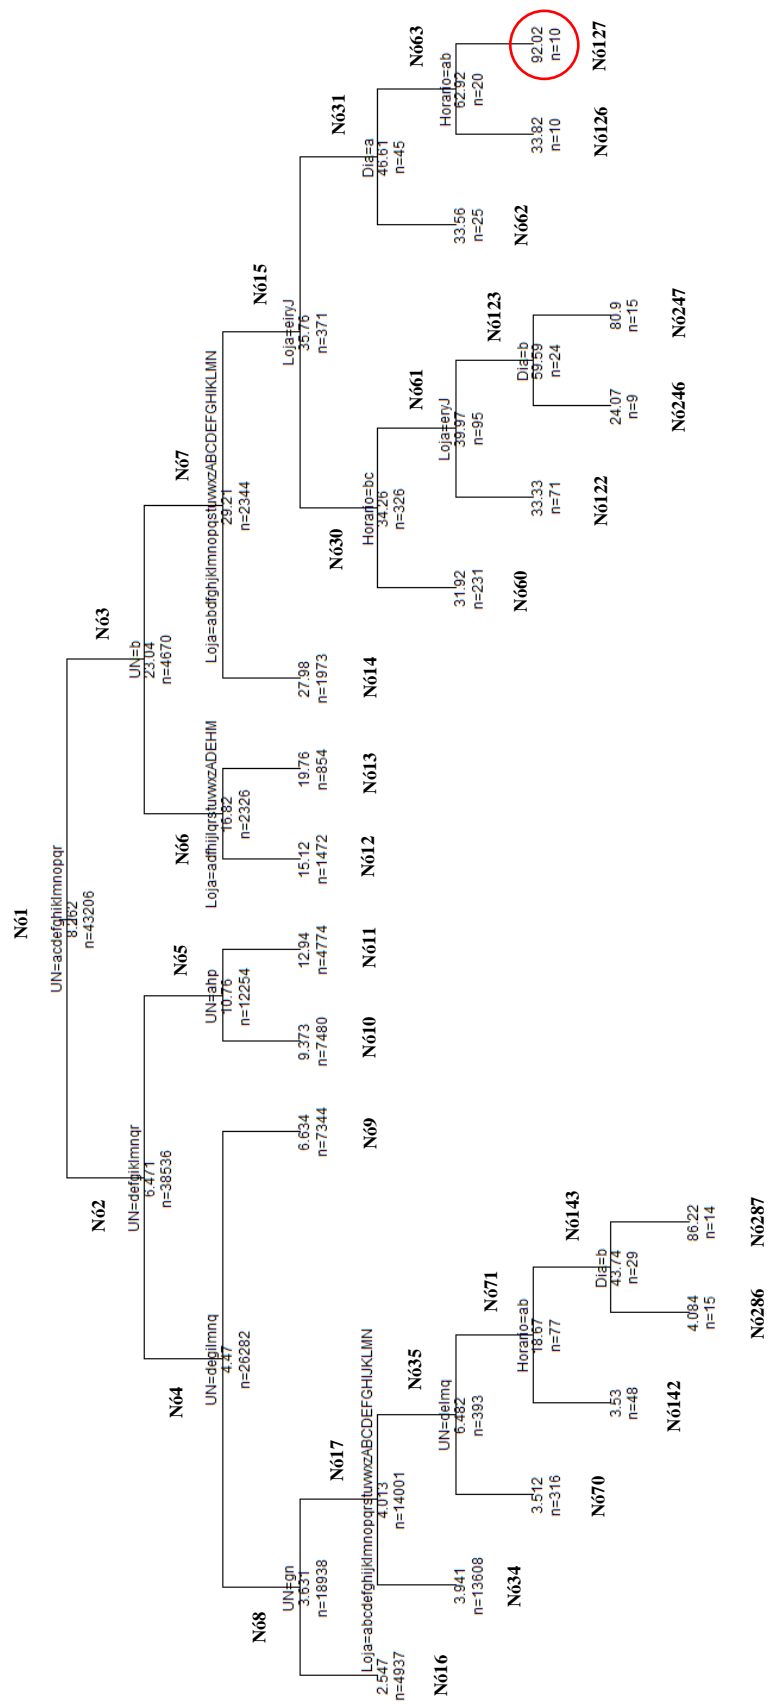 Nó1
UN=acdefghiklmnopqr
8.262
n=43206
Nó2
UN=defgiklmnqr
6.471
n=38536
Nó3
UN=b
23.04
n=4670
Nó4
UN=degilmnq
4.47
n=26282
Nó5
UN=ahp
10.76
n=12254
Nó6
Loja=adfhijlqrstuvwxzADEHM
16.82
n=2326
Nó7
Loja=abdfghjklmnopqstuvwxzABCDEFGHIKLMN
29.21
n=2344
Nó8
UN=gn
3.631
n=18938
6.634
n=7344
Nó9
9.373
n=7480
Nó10
12.94
n=4774
Nó11
15.12
n=1472
Nó12
19.76
n=854
Nó13
27.98
n=1973
Nó14
Nó15
Loja=eiryJ
35.76
n=371
2.547
n=4937
Nó16
Nó17
Loja=abcdefghijklmnopqrstuvwxzABCDEFGHIJKLMN
4.013
n=14001
Nó30
Horario=bc
34.26
n=326
Nó31
Dia=a
46.61
n=45
3.941
n=13608
Nó34
Nó35
UN=delmq
6.482
n=393
31.92
n=231
Nó60
Nó61
Loja=eryJ
39.97
n=95
33.56
n=25
Nó62
Nó63
Horario=ab
62.92
n=20
3.512
n=316
Nó70
Nó71
Horario=ab
18.67
n=77
33.33
n=71
Nó122
Nó123
Dia=b
59.59
n=24
33.82
n=10
Nó126
92.02
n=10
Nó127
3.53
n=48
Nó142
Nó143
Dia=b
43.74
n=29
24.07
n=9
Nó246
80.9
n=15
Nó247
4.084
n=15
Nó286
86.22
n=14
Nó287